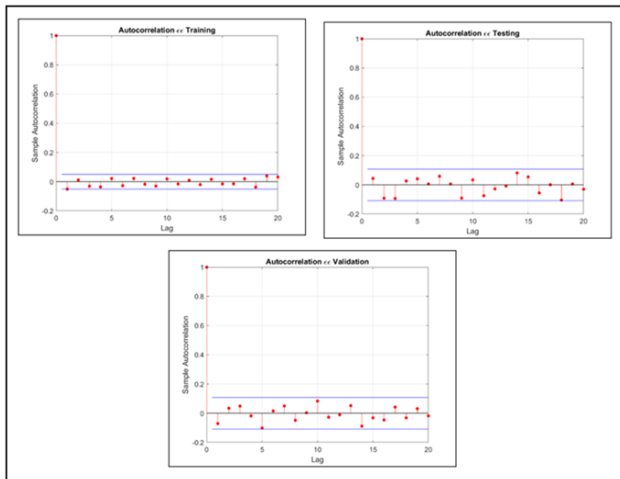 Autocorrelation εε Training
Sample Autocorrelation
1
0.8
0.6
0.4
0.2
0
-0.2
0 5 10 15 20
Lag
Autocorrelation εε Testing
Sample Autocorrelation
1
0.8
0.6
0.4
0.2
0
-0.2
0 5 10 15 20
Lag
Autocorrelation εε Validation
Sample Autocorrelation
1
0.8
0.6
0.4
0.2
0
-0.2
0 5 10 15 20
Lag